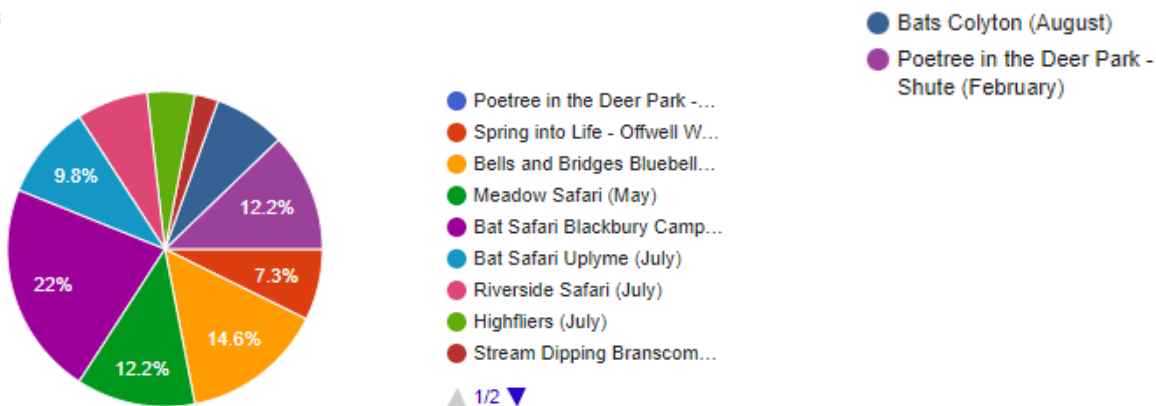 Bats Colyton (August)
Poetree in the Deer Park -
Shute (February)
Poetree in the Deer Park -...
Spring into Life - Offwell W...
Bells and Bridges Bluebell...
Meadow Safari (May)
Bat Safari Blackbury Camp...
Bat Safari Uplyme (July)
Riverside Safari (July)
Highfliers (July)
Stream Dipping Branscom...
1/2
9.8%
12.2%
22%
7.3%
14.6%
12.2%